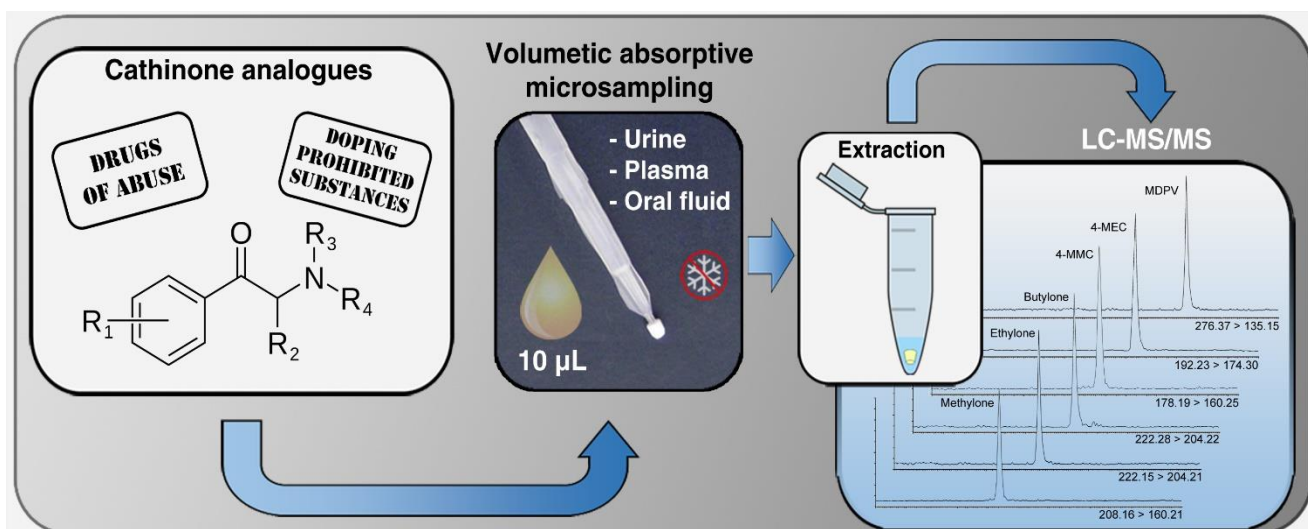 Cathinone analogues
DRUGS
OF ABUSE
DOPING
PROHIBITED
SUBSTANCES
O
R3
N
R4
R2
R1
Volumetic absorptive
microsampling
- Urine
- Plasma
- Oral fluid
10 µL
Extraction
LC-MS/MS
MDPV
276.37 > 135.15
4-MEC
192.23 > 174.30
4-MMC
178.19 > 160.25
Butylone
222.28 > 204.22
Ethylone
222.15 > 204.21
Methylone
208.16 > 160.21